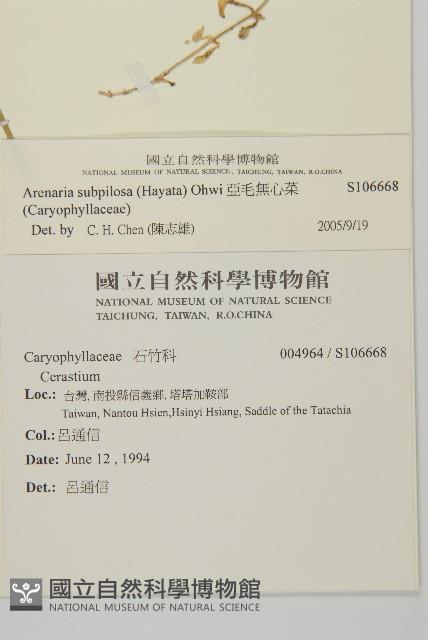 國立自然科學博物館
NATIONAL MUSEUM OF NATURAL SCIENCE, TAICHUNG, TAIWAN, R.O.CHINA
Arenaria subpilosa (Hayata) Ohwi 亞毛無心菜 S106668
(Caryophyllaceae)
Det. by C. H. Chen (陳志雄) 2005/9/19
國立自然科學博物館
NATIONAL MUSEUM OF NATURAL SCIENCE
TAICHUNG, TAIWAN, R.O.CHINA
Caryophyllaceae 石竹科 004964 / S106668
Cerastium
Loc.: 台灣, 南投縣信義鄉, 塔塔加鞍部
Taiwan, Nantou Hsien,Hsinyi Hsiang, Saddle of the Tatachia
Col.: 呂通信
Date: June 12 , 1994
Det.: 呂通信
國立自然科學博物館
NATIONAL MUSEUM OF NATURAL SCIENCE